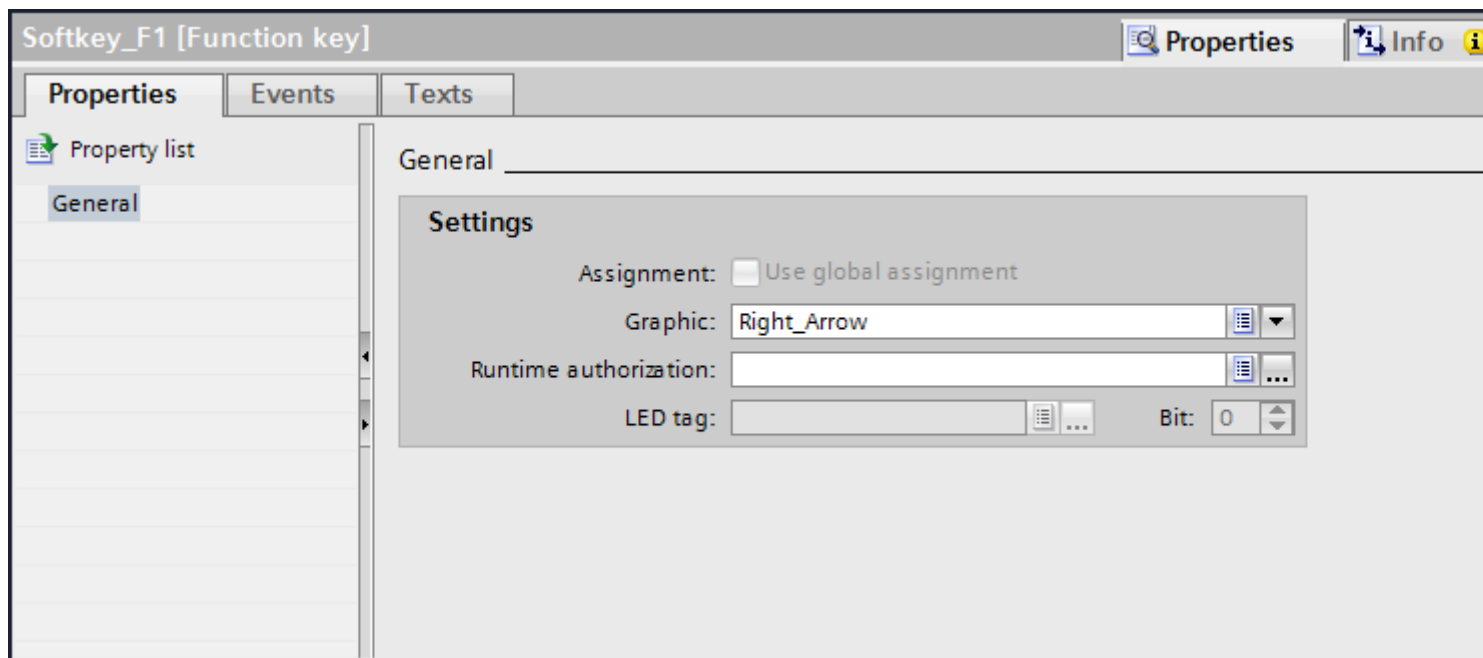 Softkey_F1 [Function key]
Properties Info
Properties Events Texts
Property list
General
General
Settings
Assignment: Use global assignment
Graphic: Right_Arrow
Runtime authorization: ...
LED tag: ... Bit: 0